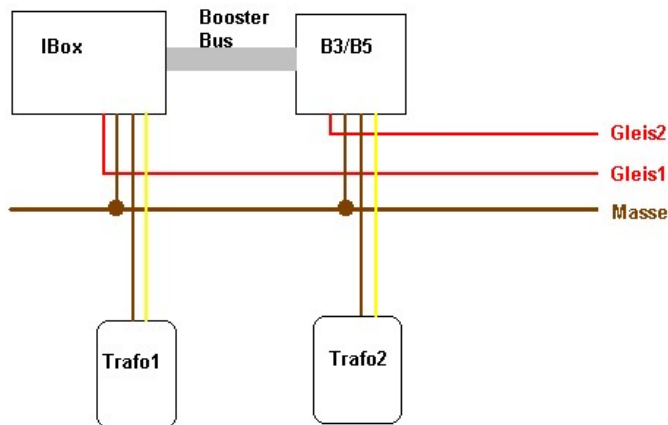 IBox
Booster
Bus
B3/B5
Gleis2
Gleis1
Masse
Trafo1
Trafo2